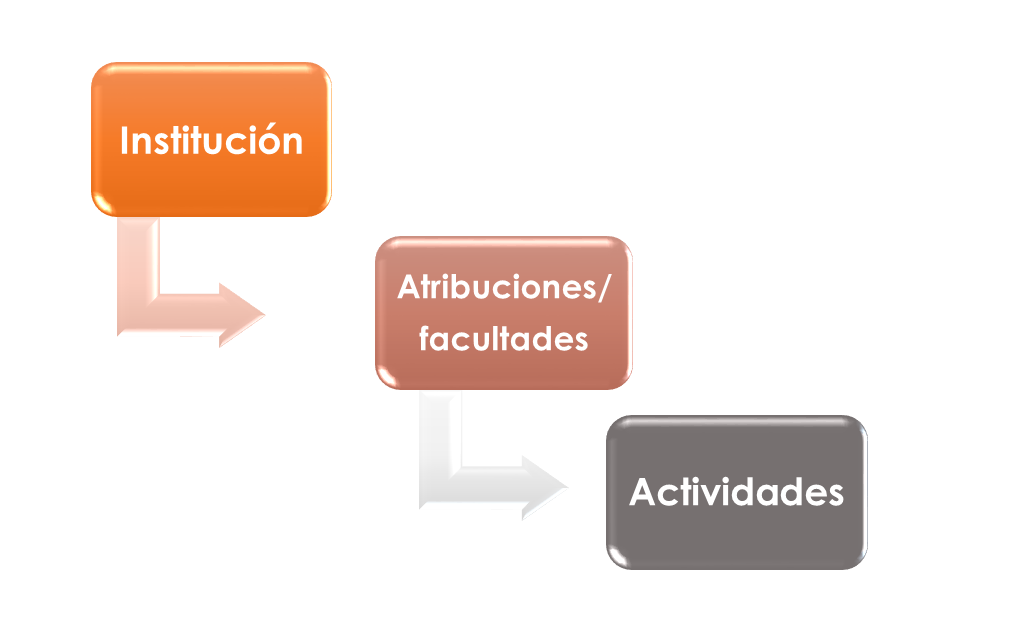 Institución
Atribuciones/
facultades
Actividades